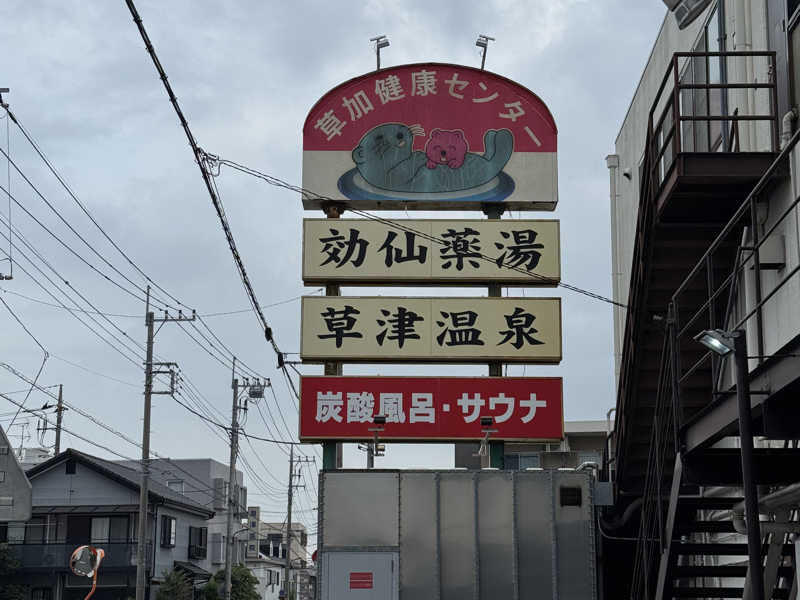 草加健康センター
効仙薬湯
草津温泉
炭酸風呂・サウナ